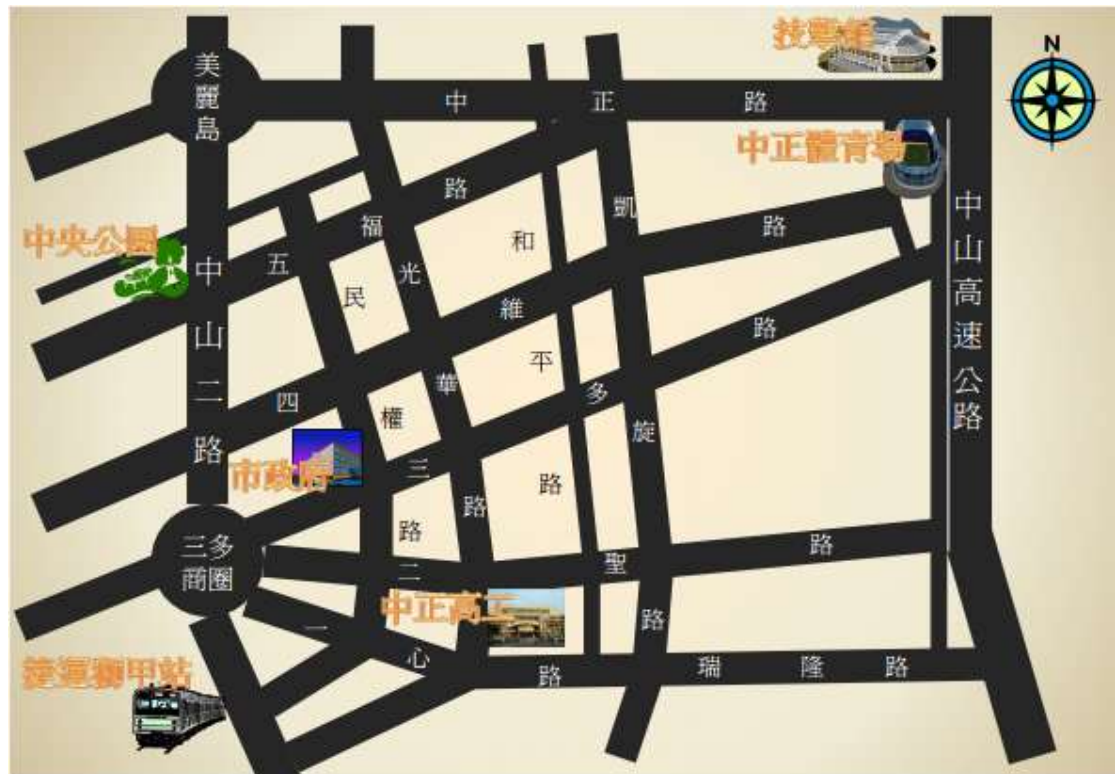 技擊館
N
美麗島
中正路
中正體育場
中央公園
中山二路
五福路
民權路
光華路
和平路
凱旋路
四維路
三多路
中山高速公路
市政府
三多
商圈
二聖路
中正高工
一心路
瑞隆路
捷運獅甲站